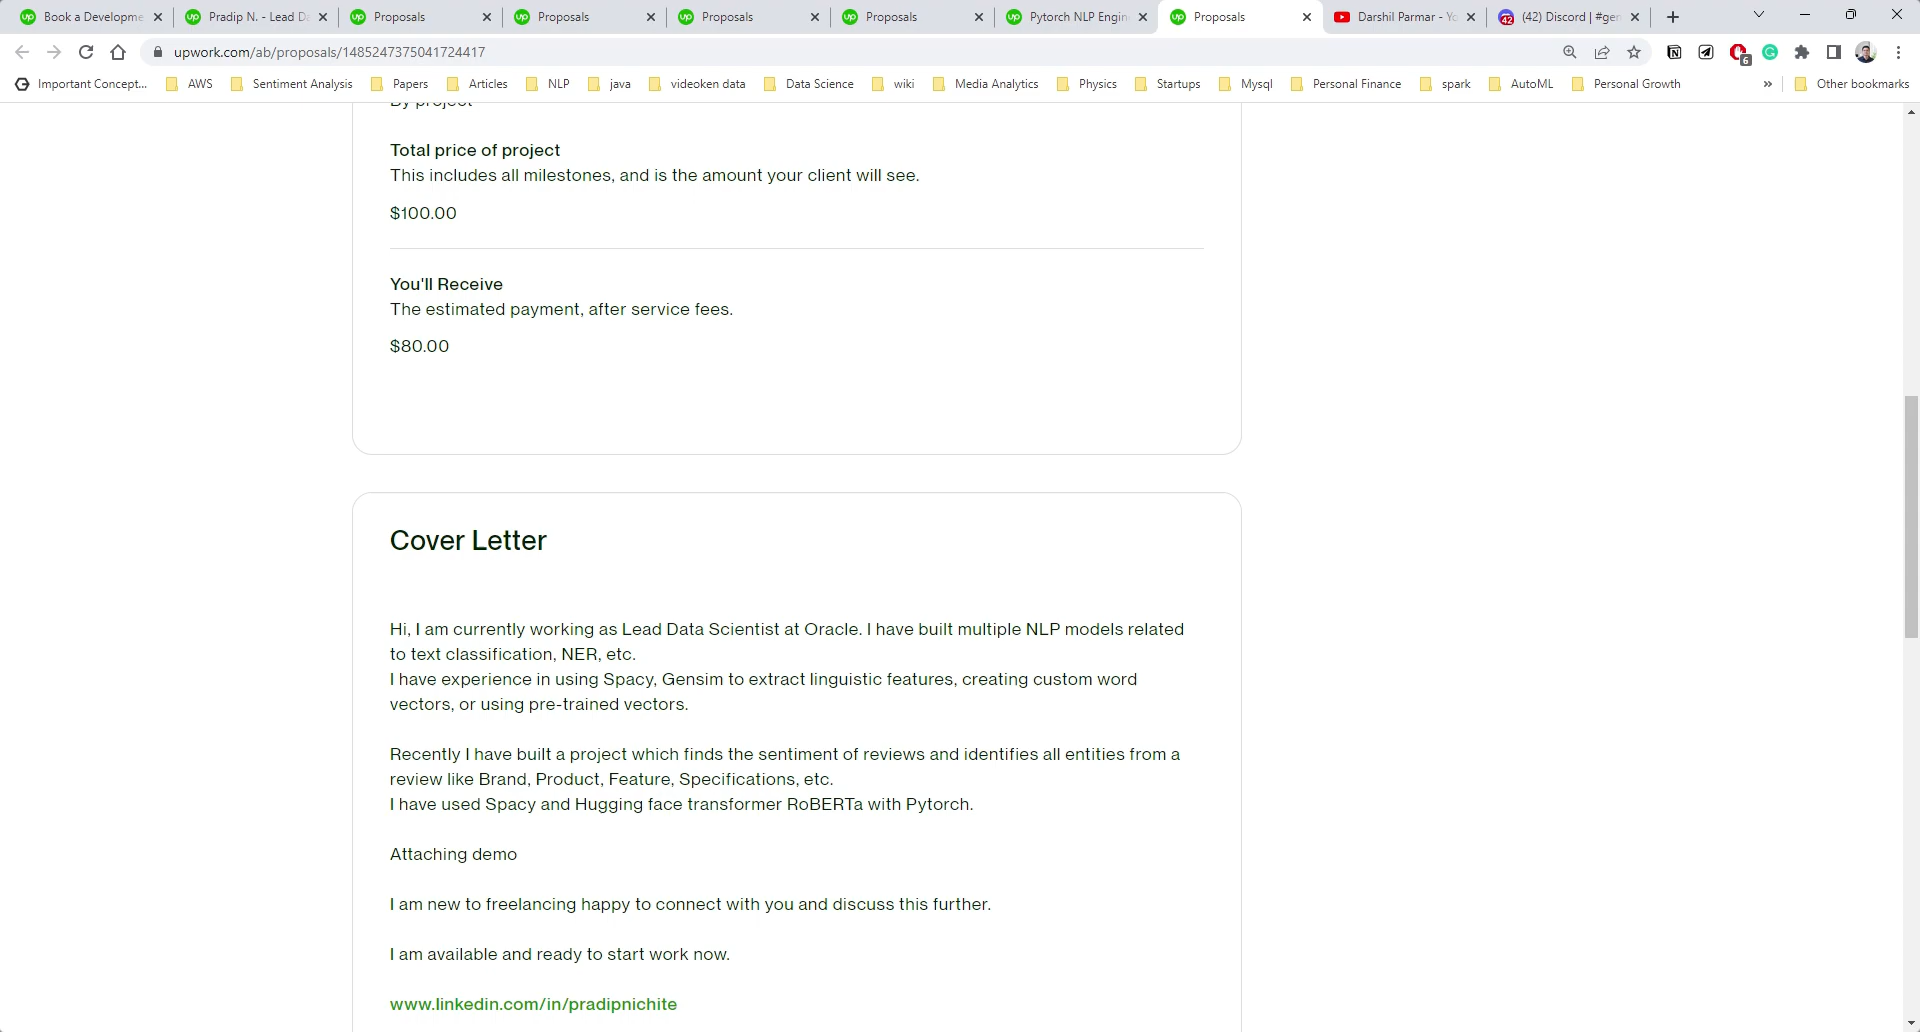 Book a Developme
Pradip N. - Lead Da
Proposals
Proposals
Proposals
Proposals
Pytorch NLP Engin
Proposals
Darshil Parmar - Yo
(42) Discord | #gen
upwork.com/ab/proposals/1485247375041724417
6
Important Concept...
AWS
Sentiment Analysis
Papers
Articles
NLP
java
videoken data
Data Science
wiki
Media Analytics
Physics
Startups
Mysql
Personal Finance
spark
AutoML
Personal Growth
»
Other bookmarks
By project
Total price of project
This includes all milestones, and is the amount your client will see.
$100.00
You'll Receive
The estimated payment, after service fees.
$80.00
Cover Letter
Hi, I am currently working as Lead Data Scientist at Oracle. I have built multiple NLP models related
to text classification, NER, etc.
I have experience in using Spacy, Gensim to extract linguistic features, creating custom word
vectors, or using pre-trained vectors.
Recently I have built a project which finds the sentiment of reviews and identifies all entities from a
review like Brand, Product, Feature, Specifications, etc.
I have used Spacy and Hugging face transformer RoBERTa with Pytorch.
Attaching demo
I am new to freelancing happy to connect with you and discuss this further.
I am available and ready to start work now.
www.linkedin.com/in/pradipnichite